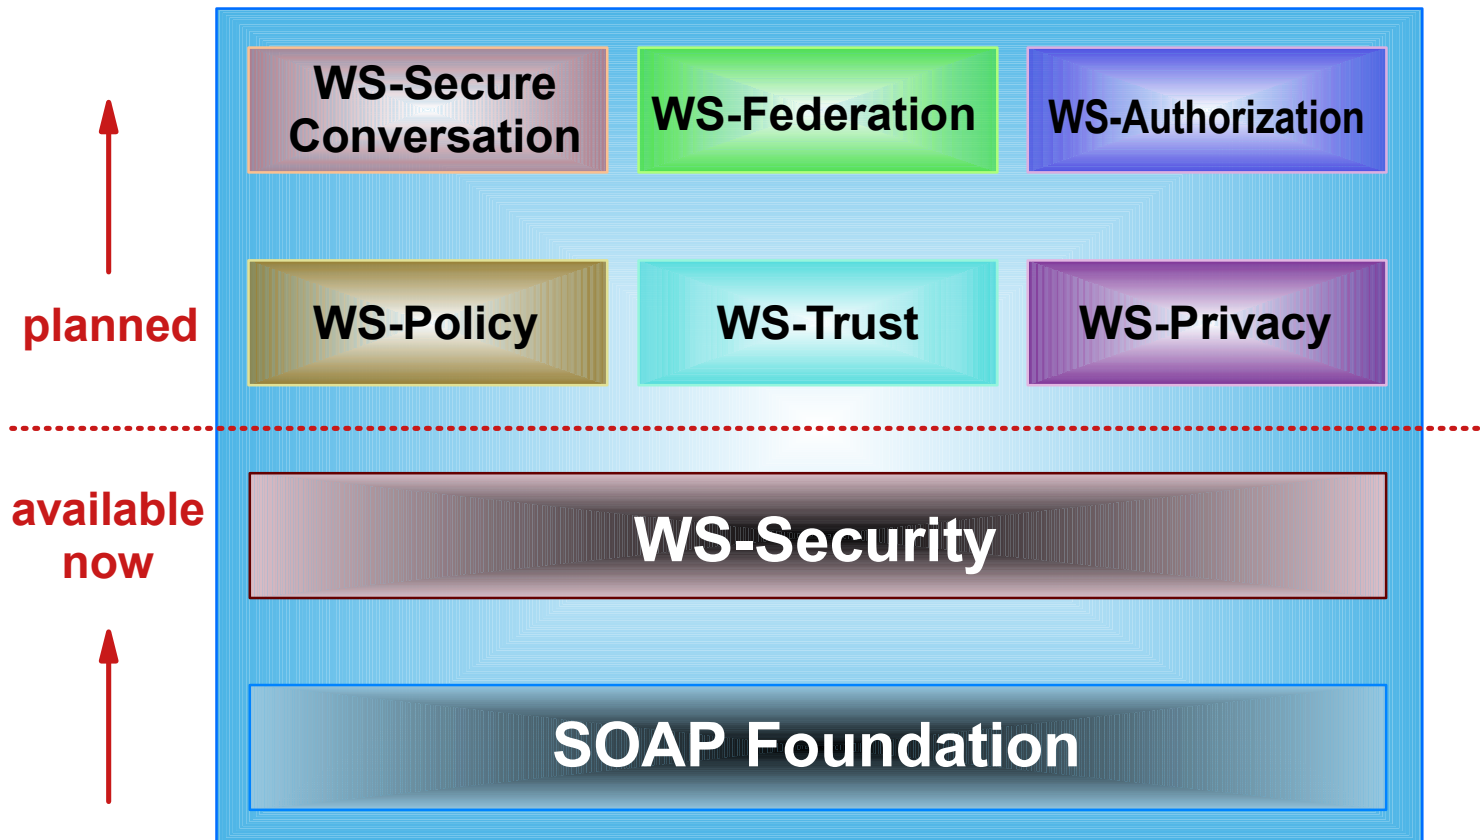 WS-Secure
Conversation
WS-Federation
WS-Authorization
planned
WS-Policy
WS-Trust
WS-Privacy
available
now
WS-Security
SOAP Foundation